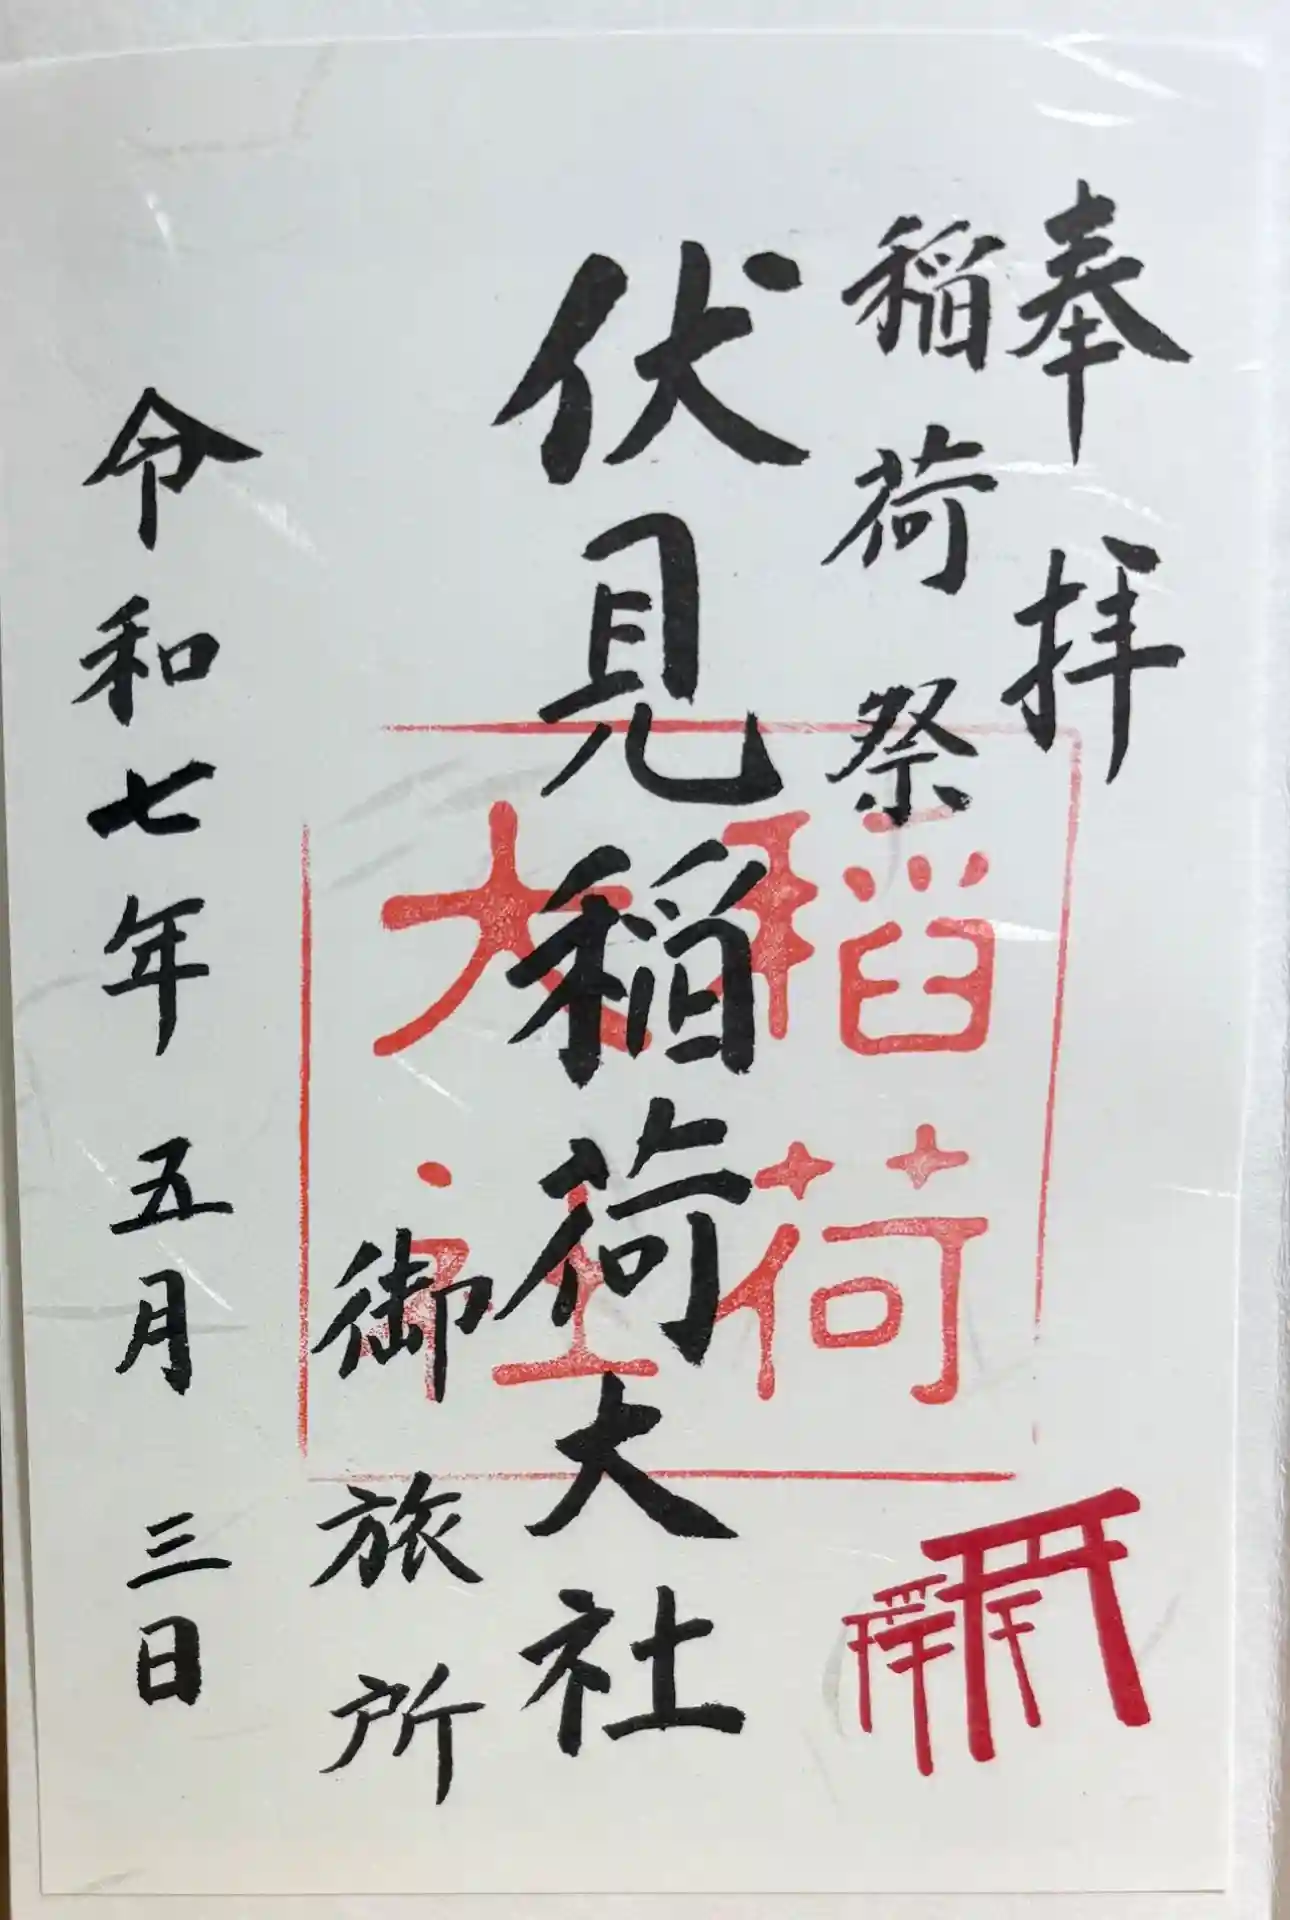 奉拝
稲荷祭
伏見稲荷大社
御旅所
令和七年 五月 三日
稲荷
大社